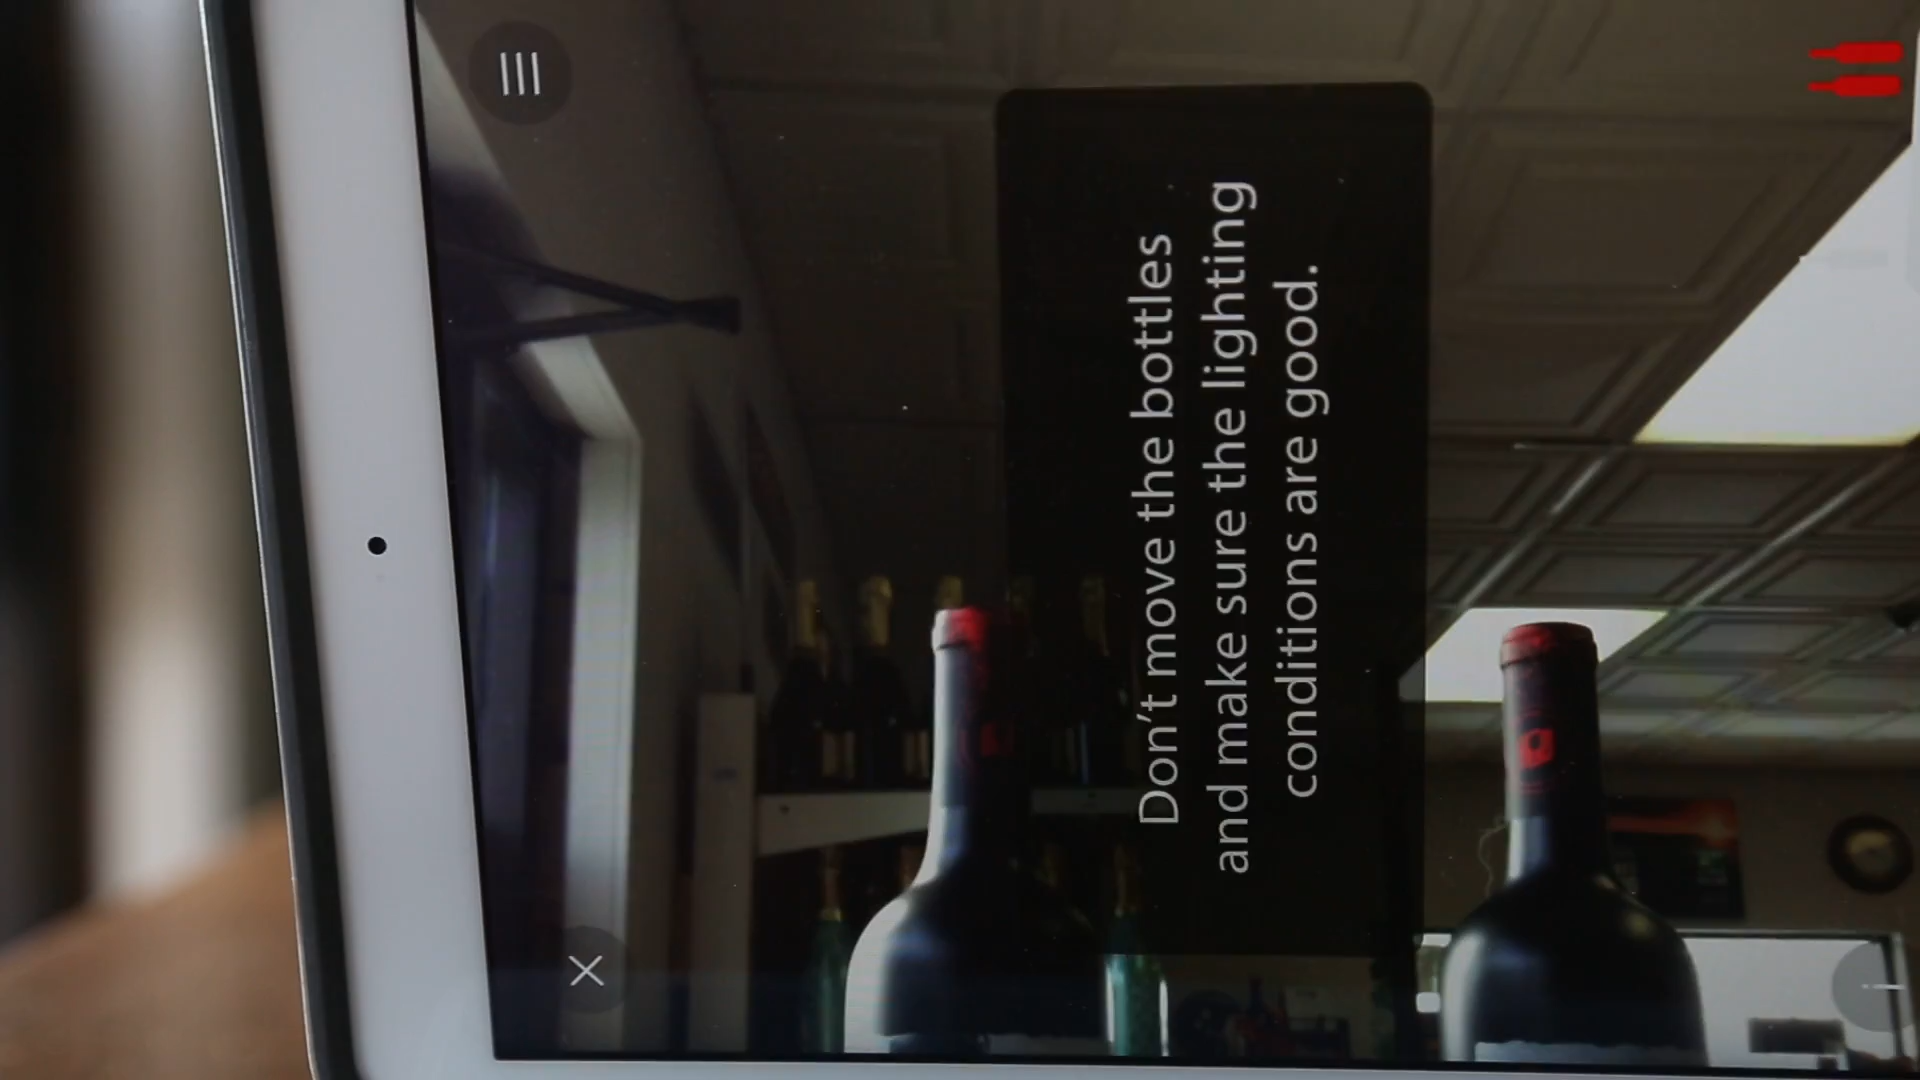 Don't move the bottles
and make sure the lighting
conditions are good.